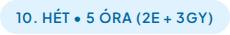 10. HÉT • 5 ÓRA (2E + 3GY)